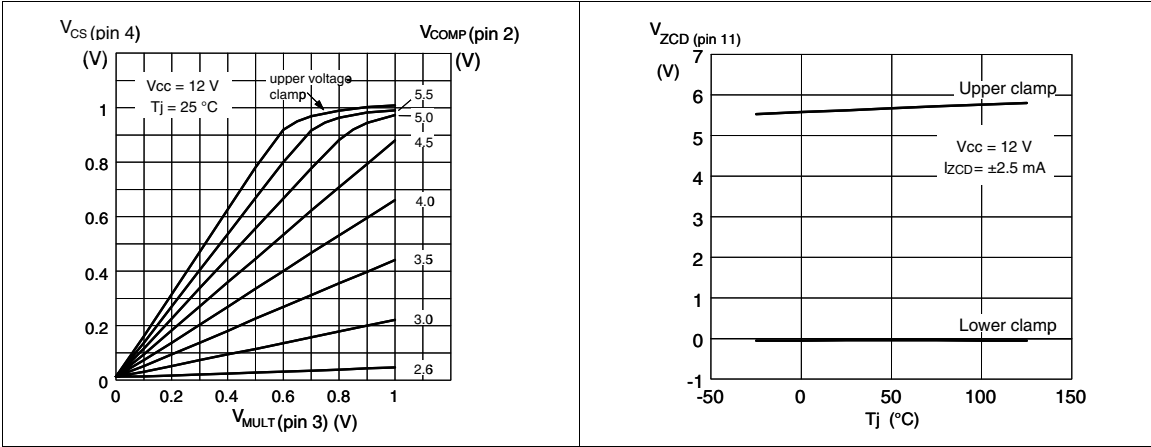 VCS (pin 4)
(V)
VCOMP (pin 2)
(V)
Vcc = 12 V
Tj = 25 °C
upper voltage
clamp
1
0.8
0.6
0.4
0.2
0
5.5
5.0
4.5
4.0
3.5
3.0
2.6
0 0.2 0.4 0.6 0.8 1
VMULT (pin 3) (V)
VZCD (pin 11)
(V)
7
6
5
4
3
2
1
0
-1
Upper clamp
Vcc = 12 V
IZCD = ±2.5 mA
Lower clamp
-50 0 50 100 150
Tj (°C)